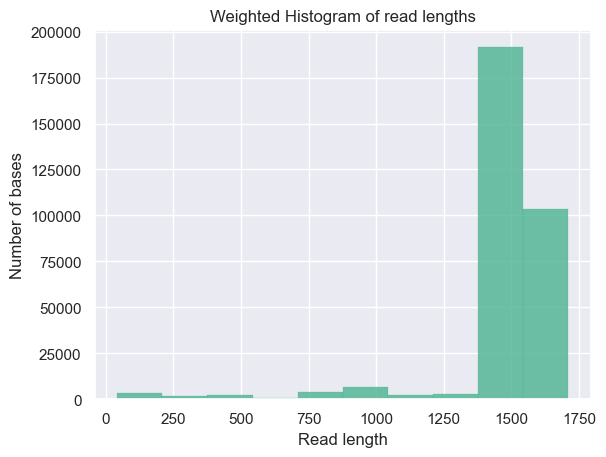 Weighted Histogram of read lengths
Number of bases
200000
175000
150000
125000
100000
75000
50000
25000
0
0 250 500 750 1000 1250 1500 1750
Read length